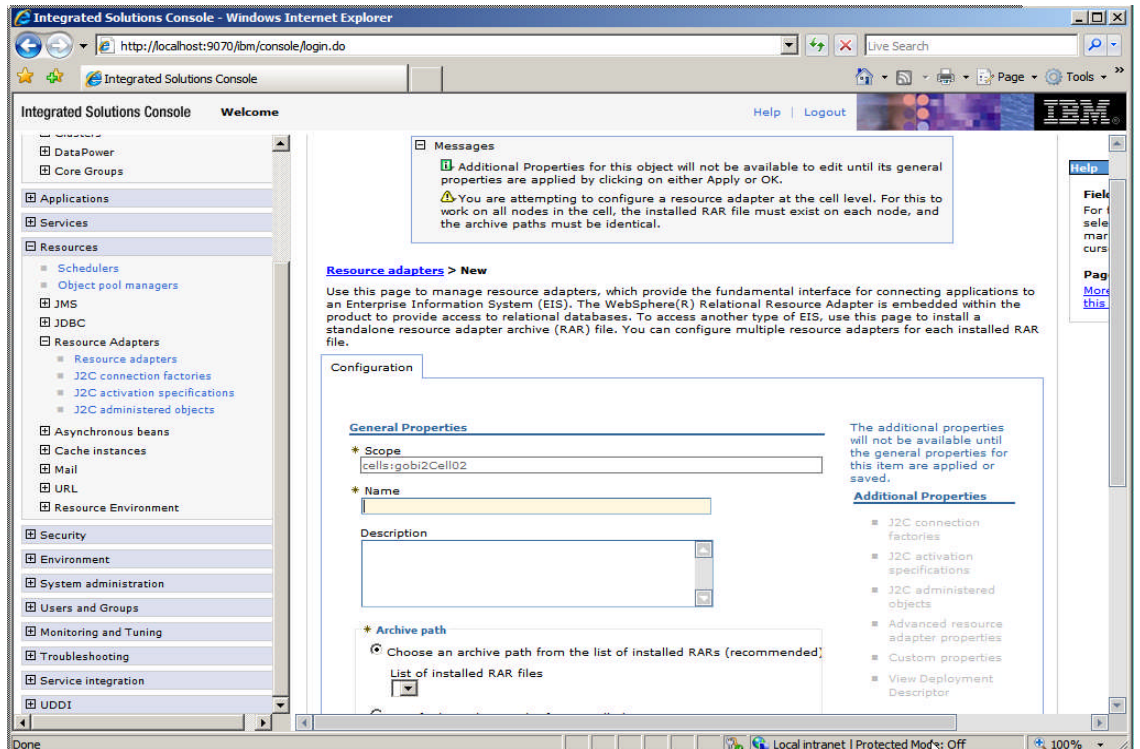 Integrated Solutions Console - Windows Internet Explorer
http://localhost:9070/ibm/console/login.do
Live Search
Integrated Solutions Console
Page
Tools
Integrated Solutions Console Welcome
Help | Logout
IBM
Clusters
DataPower
Core Groups
Applications
Services
Resources
Schedulers
Object pool managers
JMS
JDBC
Resource Adapters
Resource adapters
J2C connection factories
J2C activation specifications
J2C administered objects
Asynchronous beans
Cache instances
Mail
URL
Resource Environment
Security
Environment
System administration
Users and Groups
Monitoring and Tuning
Troubleshooting
Service integration
UDDI
Messages
Additional Properties for this object will not be available to edit until its general
properties are applied by clicking on either Apply or OK.
You are attempting to configure a resource adapter at the cell level. For this to
work on all nodes in the cell, the installed RAR file must exist on each node, and
the archive paths must be identical.
Resource adapters > New
Use this page to manage resource adapters, which provide the fundamental interface for connecting applications to
an Enterprise Information System (EIS). The WebSphere(R) Relational Resource Adapter is embedded within the
product to provide access to relational databases. To access another type of EIS, use this page to install a
standalone resource adapter archive (RAR) file. You can configure multiple resource adapters for each installed RAR
file.
Configuration
General Properties
* Scope
cells:gobi2Cell02
* Name
Description
* Archive path
Choose an archive path from the list of installed RARs (recommended)
List of installed RAR files
The additional properties
will not be available until
the general properties for
this item are applied or
saved.
Additional Properties
J2C connection
factories
J2C activation
specifications
J2C administered
objects
Advanced resource
adapter properties
Custom properties
View Deployment
Descriptor
Help
Field
For f
sele
mar
curs
Pag
More
this
Done
Local intranet | Protected Mode: Off
100%